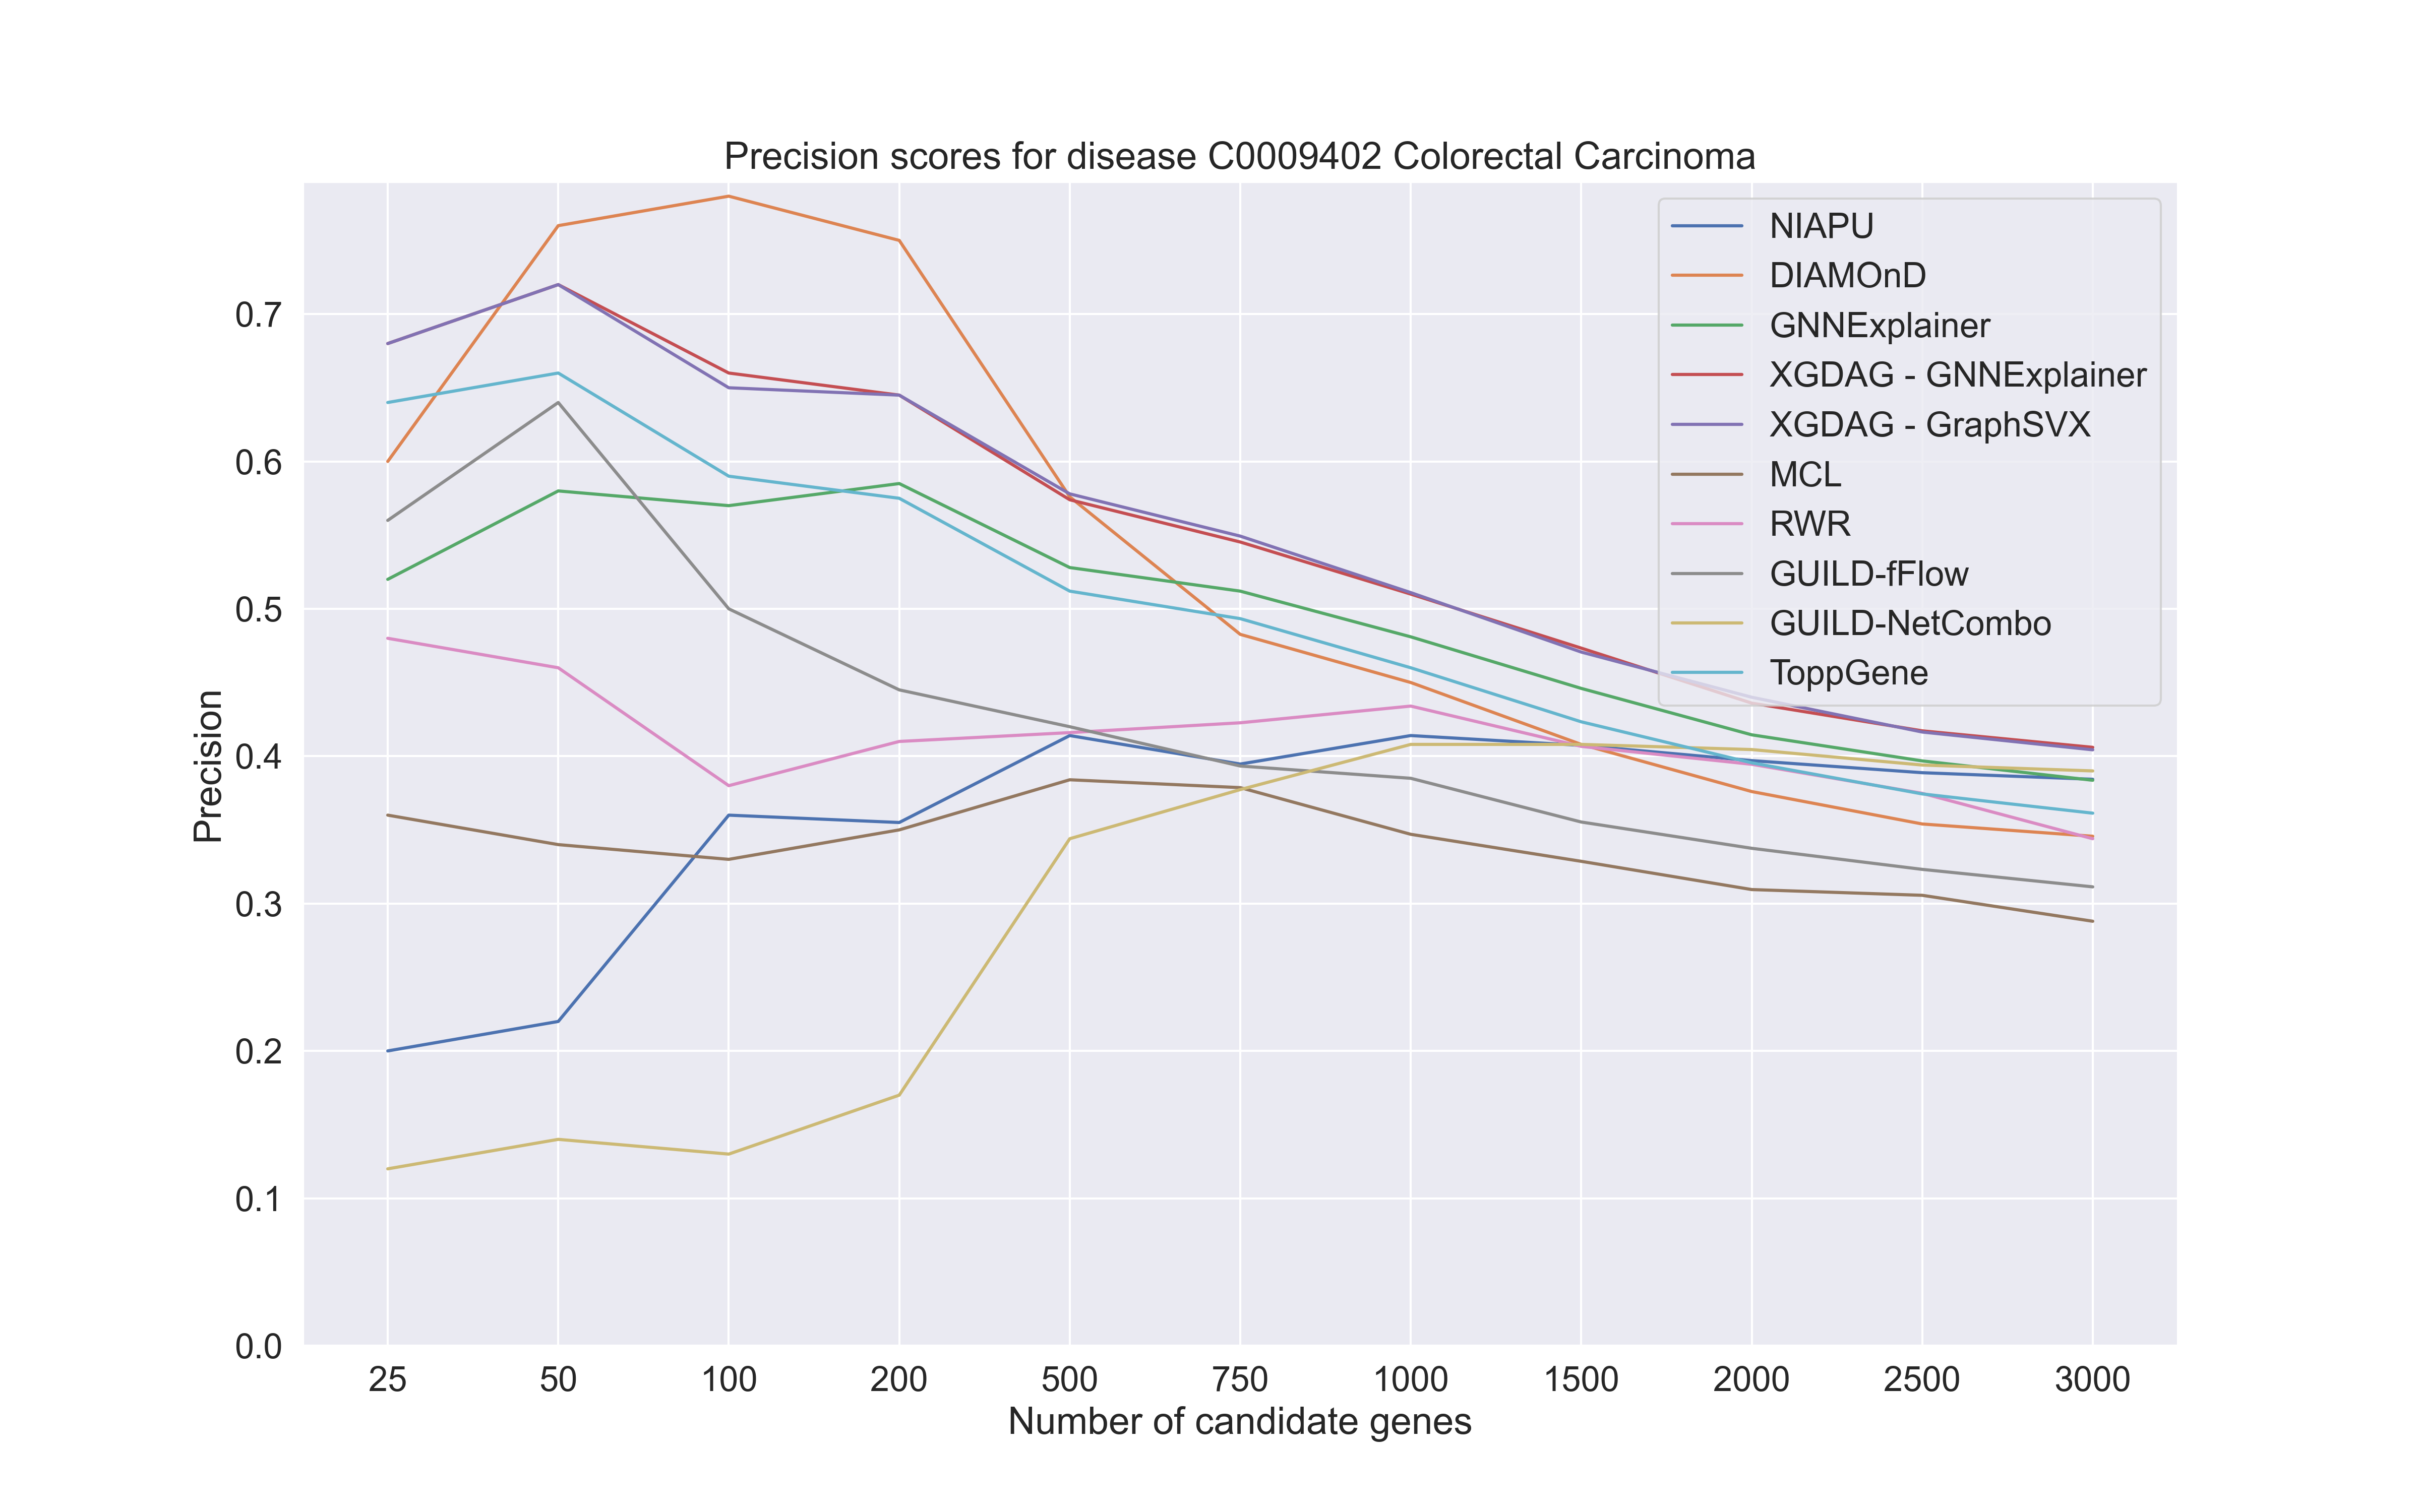 Precision scores for disease C0009402 Colorectal Carcinoma
NIAPU
DIAMOnD
GNNExplainer
XGDAG - GNNExplainer
XGDAG - GraphSVX
MCL
RWR
GUILD-fFlow
GUILD-NetCombo
ToppGene
Precision
0.7
0.6
0.5
0.4
0.3
0.2
0.1
0.0
25 50 100 200 500 750 1000 1500 2000 2500 3000
Number of candidate genes